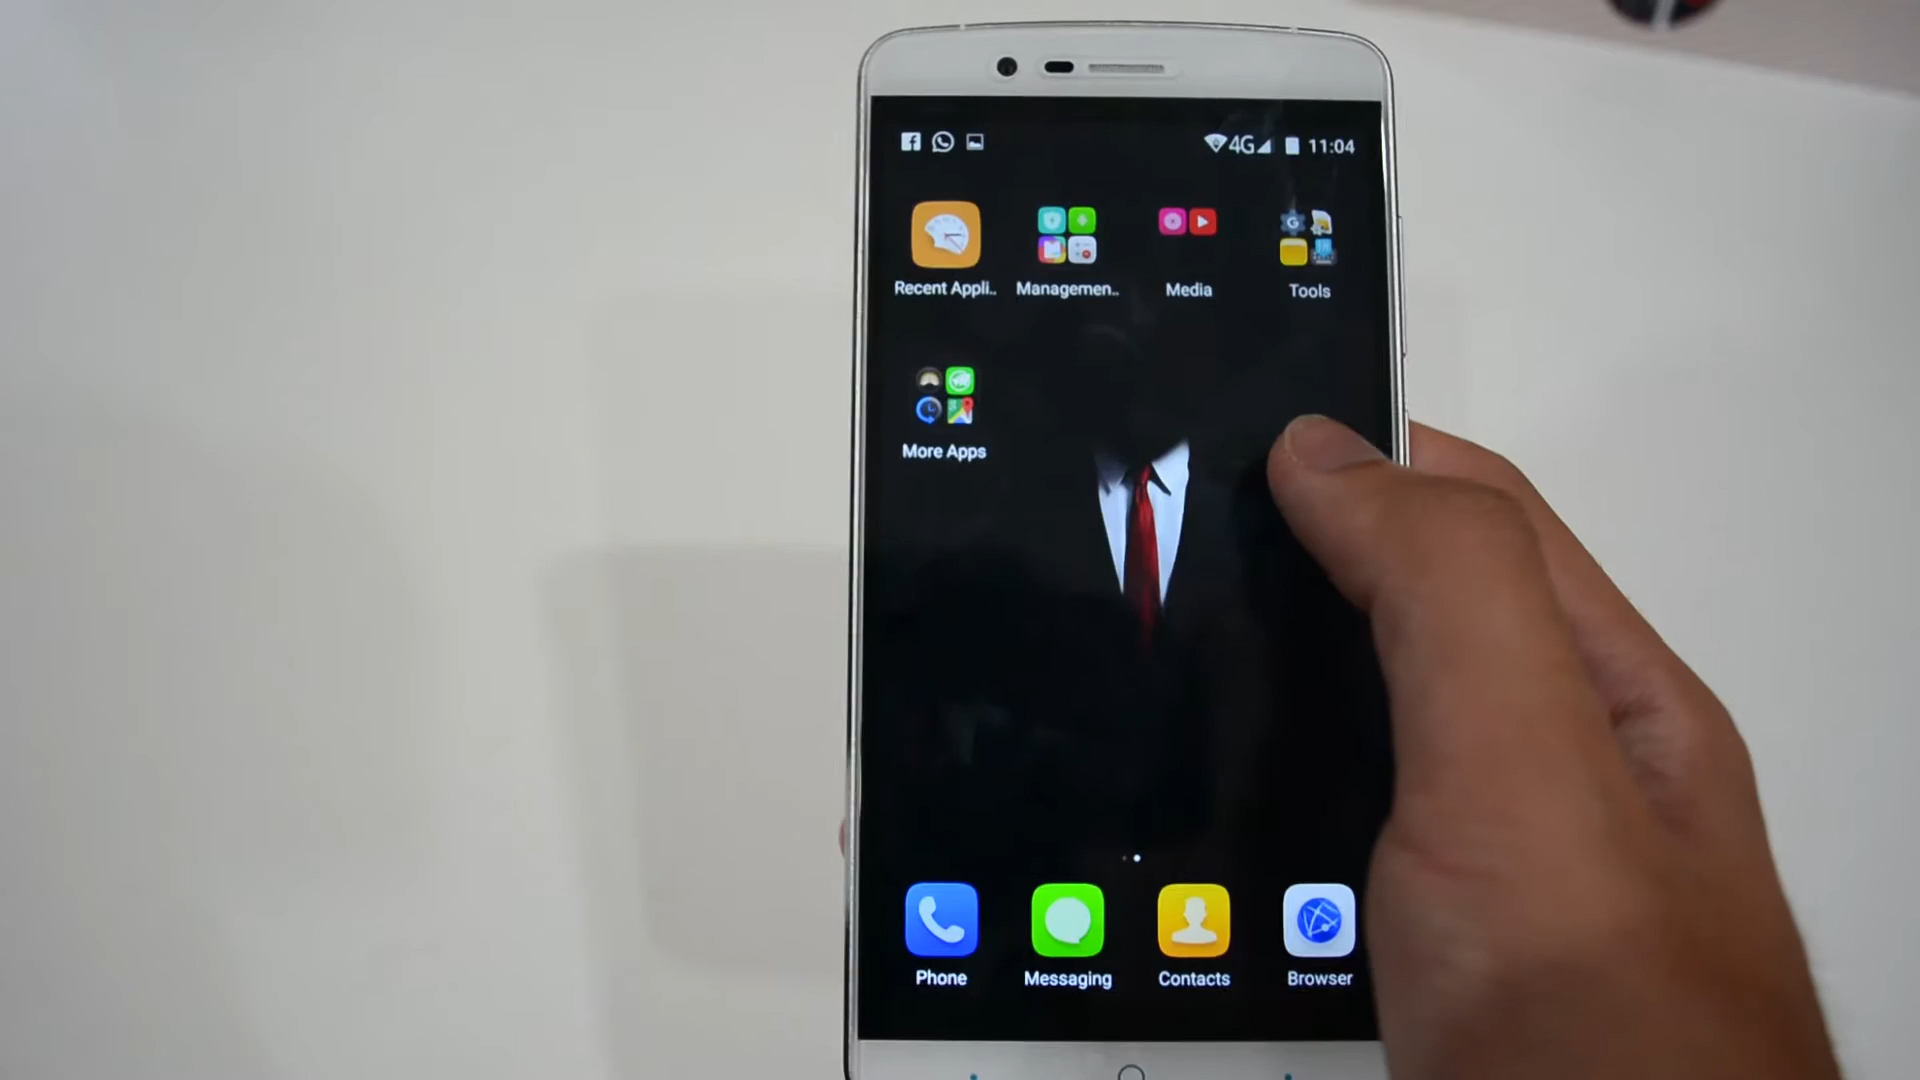 4G 11:04
Recent Appli.. Managemen.. Media Tools
More Apps
Phone Messaging Contacts Browser